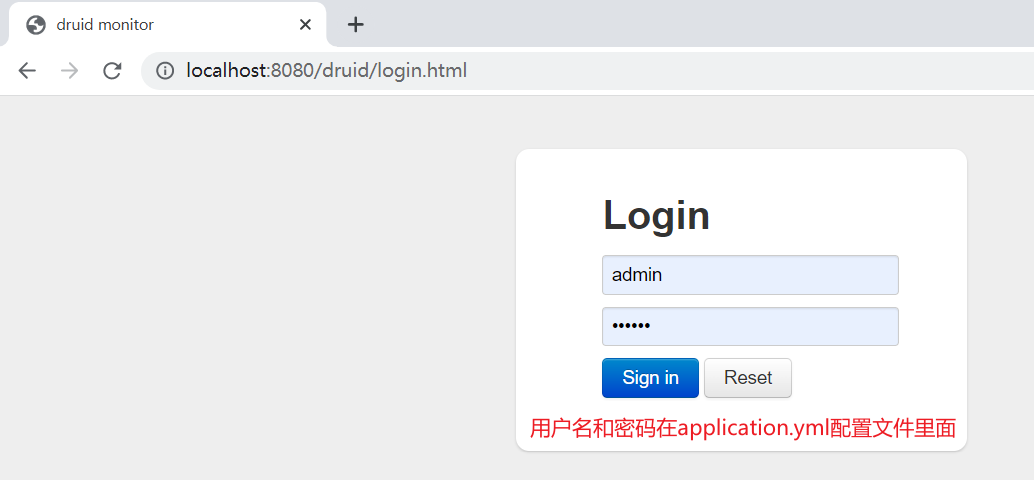 druid monitor
localhost:8080/druid/login.html
Login
admin
••••••
Sign in Reset
用户名和密码在application.yml配置文件里面